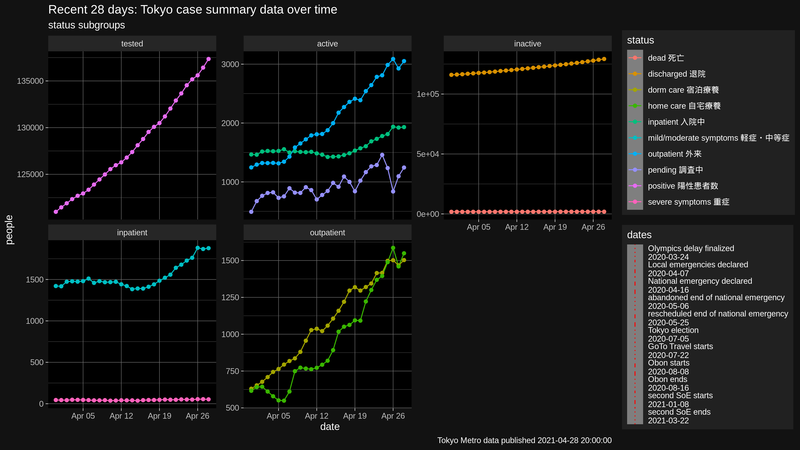 Recent 28 days: Tokyo case summary data over time
status subgroups
tested
active
inactive
135000
130000
125000
3000
2000
1000
1e+05
5e+04
0e+00
Apr 05
Apr 12
Apr 19
Apr 26
inpatient
outpatient
1500
1000
500
0
1500
1250
1000
750
500
Apr 05
Apr 12
Apr 19
Apr 26
Apr 05
Apr 12
Apr 19
Apr 26
people
date
status
dead 死亡
discharged 退院
dorm care 宿泊療養
home care 自宅療養
inpatient 入院中
mild/moderate symptoms 軽症・中等症
outpatient 外来
pending 調査中
positive 陽性患者数
severe symptoms 重症
dates
Olympics delay finalized
2020-03-24
Local emergencies declared
2020-04-07
National emergency declared
2020-04-16
abandoned end of national emergency
2020-05-06
rescheduled end of national emergency
2020-05-25
Tokyo election
2020-07-05
GoTo Travel starts
2020-07-22
Obon starts
2020-08-08
Obon ends
2020-08-16
second SoE starts
2021-01-08
second SoE ends
2021-03-22
Tokyo Metro data published 2021-04-28 20:00:00